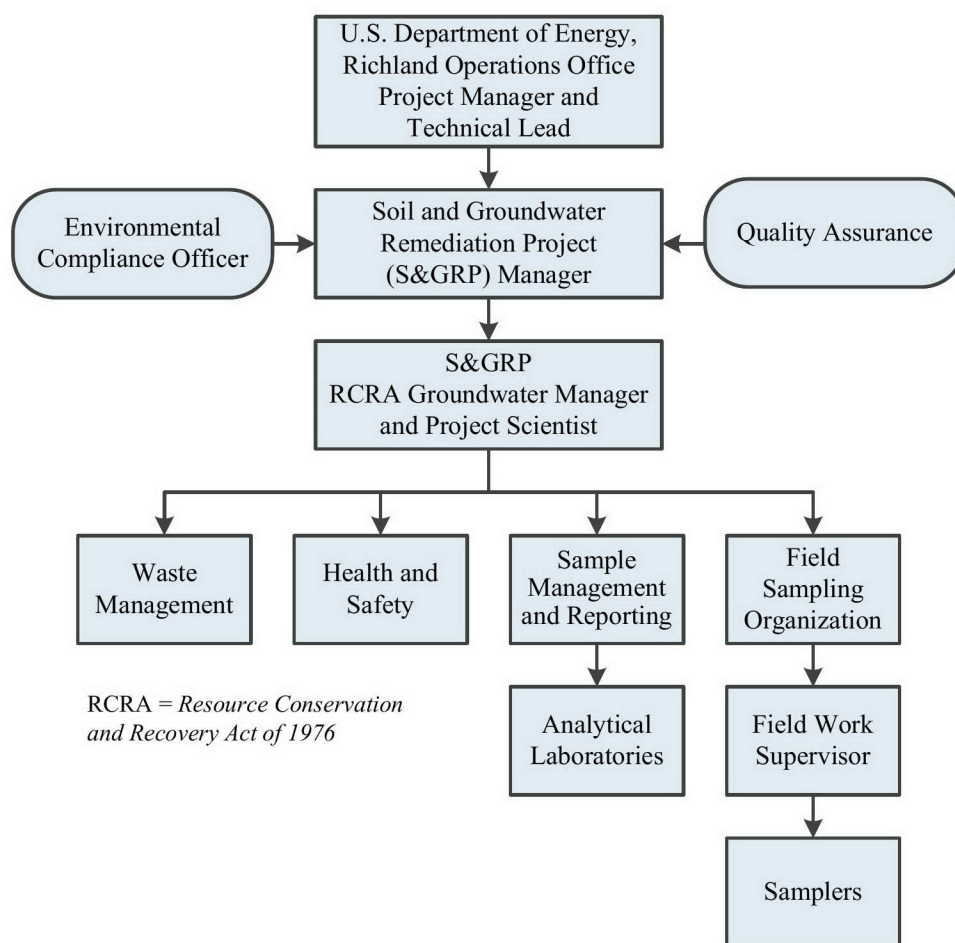 U.S. Department of Energy,
Richland Operations Office
Project Manager and
Technical Lead
Environmental
Compliance Officer
Soil and Groundwater
Remediation Project
(S&GRP) Manager
Quality Assurance
S&GRP
RCRA Groundwater Manager
and Project Scientist
Waste
Management
Health and
Safety
Sample
Management
and Reporting
Field
Sampling
Organization
RCRA = Resource Conservation
and Recovery Act of 1976
Analytical
Laboratories
Field Work
Supervisor
Samplers